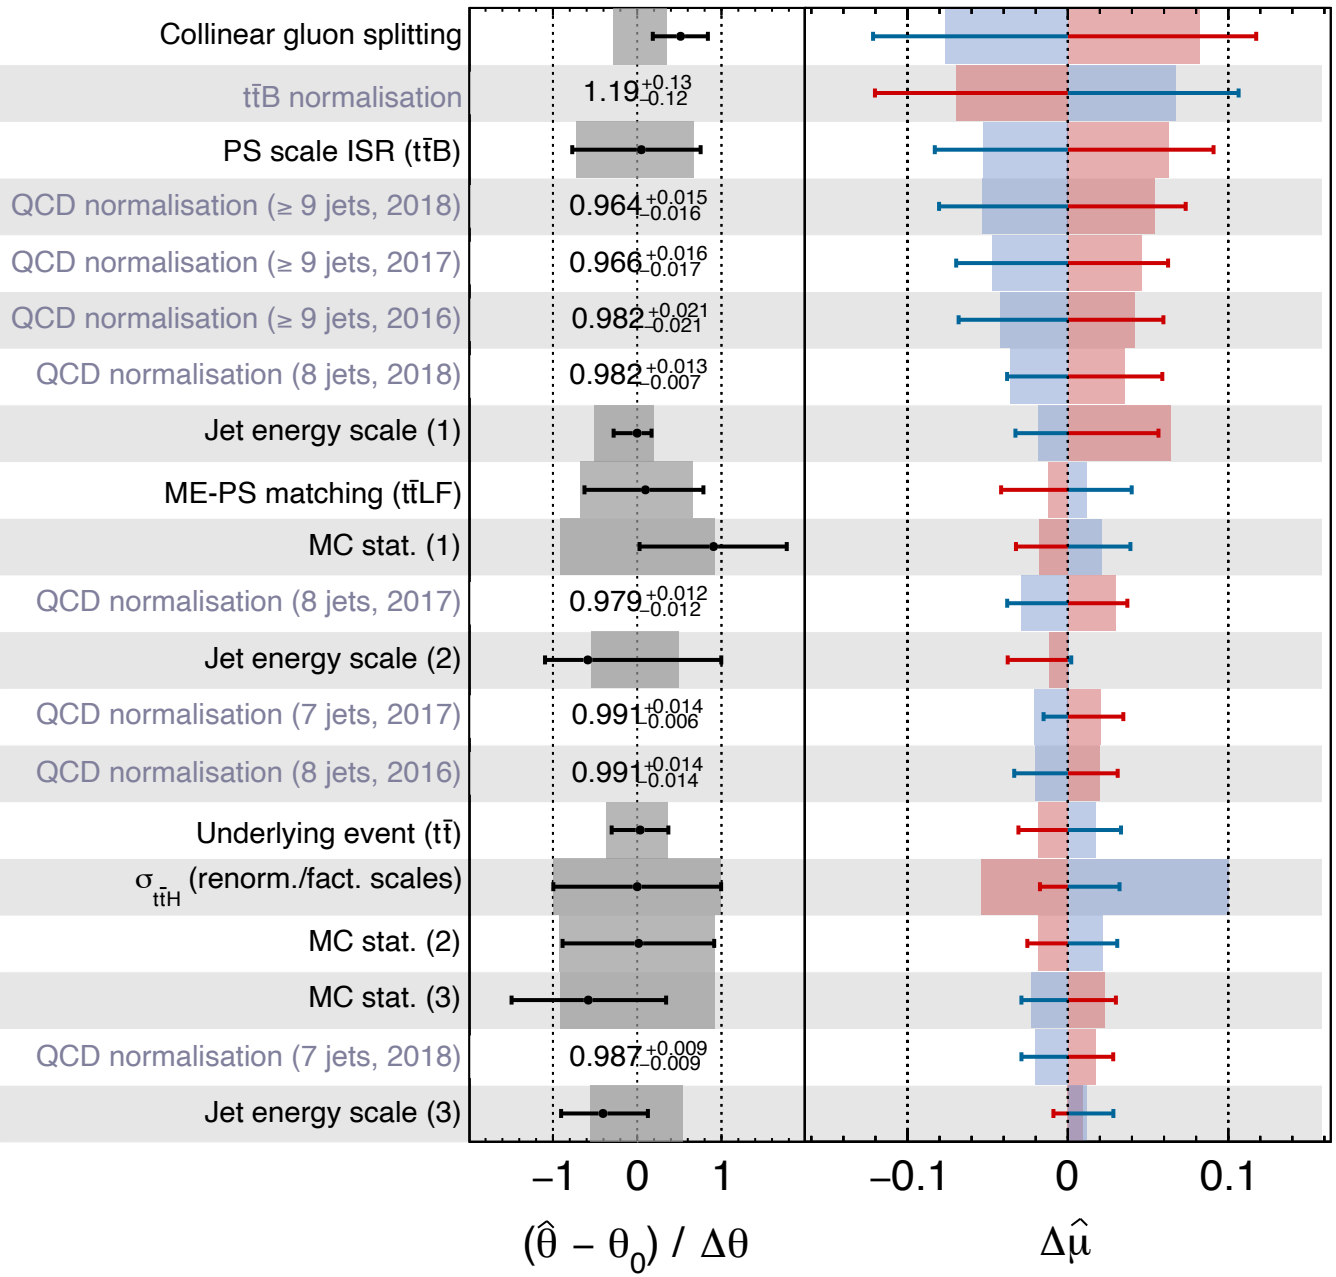 Collinear gluon splitting
tt̄B normalisation 1.19 +0.13 −0.12
PS scale ISR (tt̄B)
QCD normalisation (≥ 9 jets, 2018) 0.964 +0.015 −0.016
QCD normalisation (≥ 9 jets, 2017) 0.966 +0.016 −0.017
QCD normalisation (≥ 9 jets, 2016) 0.982 +0.021 −0.021
QCD normalisation (8 jets, 2018) 0.982 +0.013 −0.007
Jet energy scale (1)
ME-PS matching (tt̄LF)
MC stat. (1)
QCD normalisation (8 jets, 2017) 0.979 +0.012 −0.012
Jet energy scale (2)
QCD normalisation (7 jets, 2017) 0.991 +0.014 −0.006
QCD normalisation (8 jets, 2016) 0.991 +0.014 −0.014
Underlying event (tt̄)
σ tt̄H (renorm./fact. scales)
MC stat. (2)
MC stat. (3)
QCD normalisation (7 jets, 2018) 0.987 +0.009 −0.009
Jet energy scale (3)
−1 0 1 −0.1 0 0.1
(θ̂ − θ₀) / Δθ Δμ̂